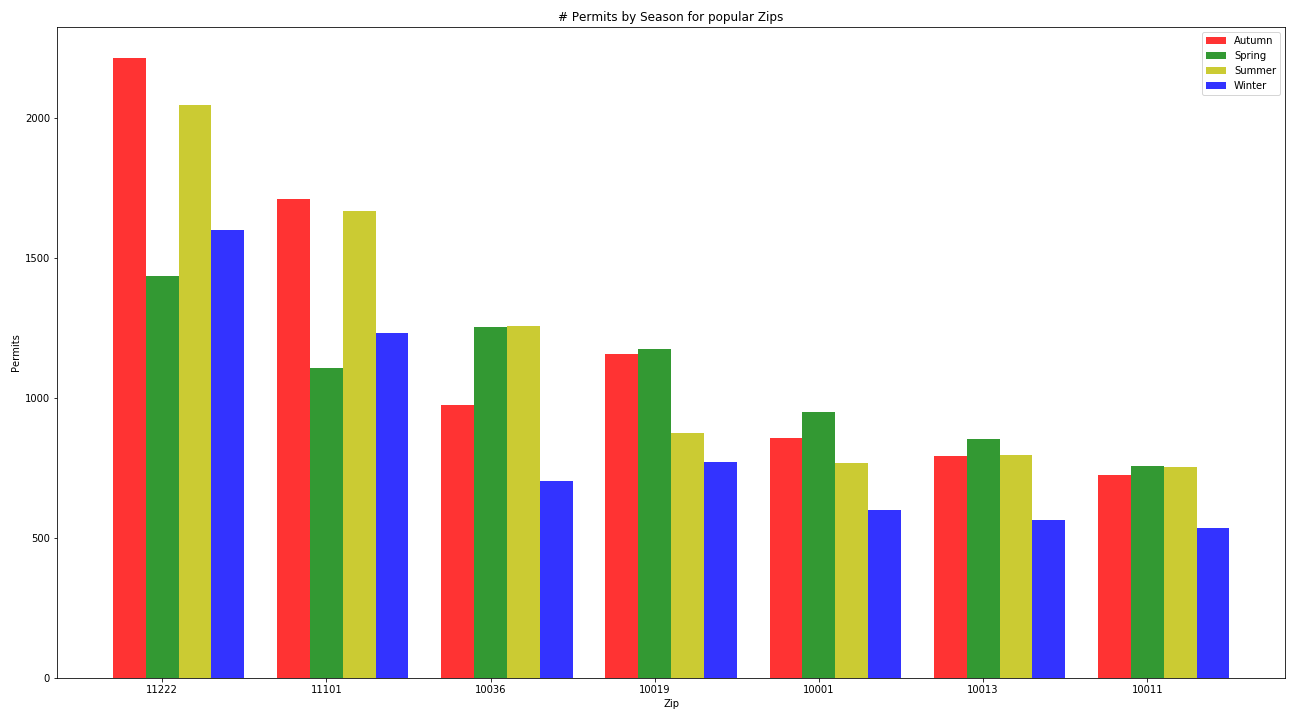 # Permits by Season for popular Zips
Autumn
Spring
Summer
Winter
Permits
2000
1500
1000
500
0
11222 11101 10036 10019 10001 10013 10011
Zip